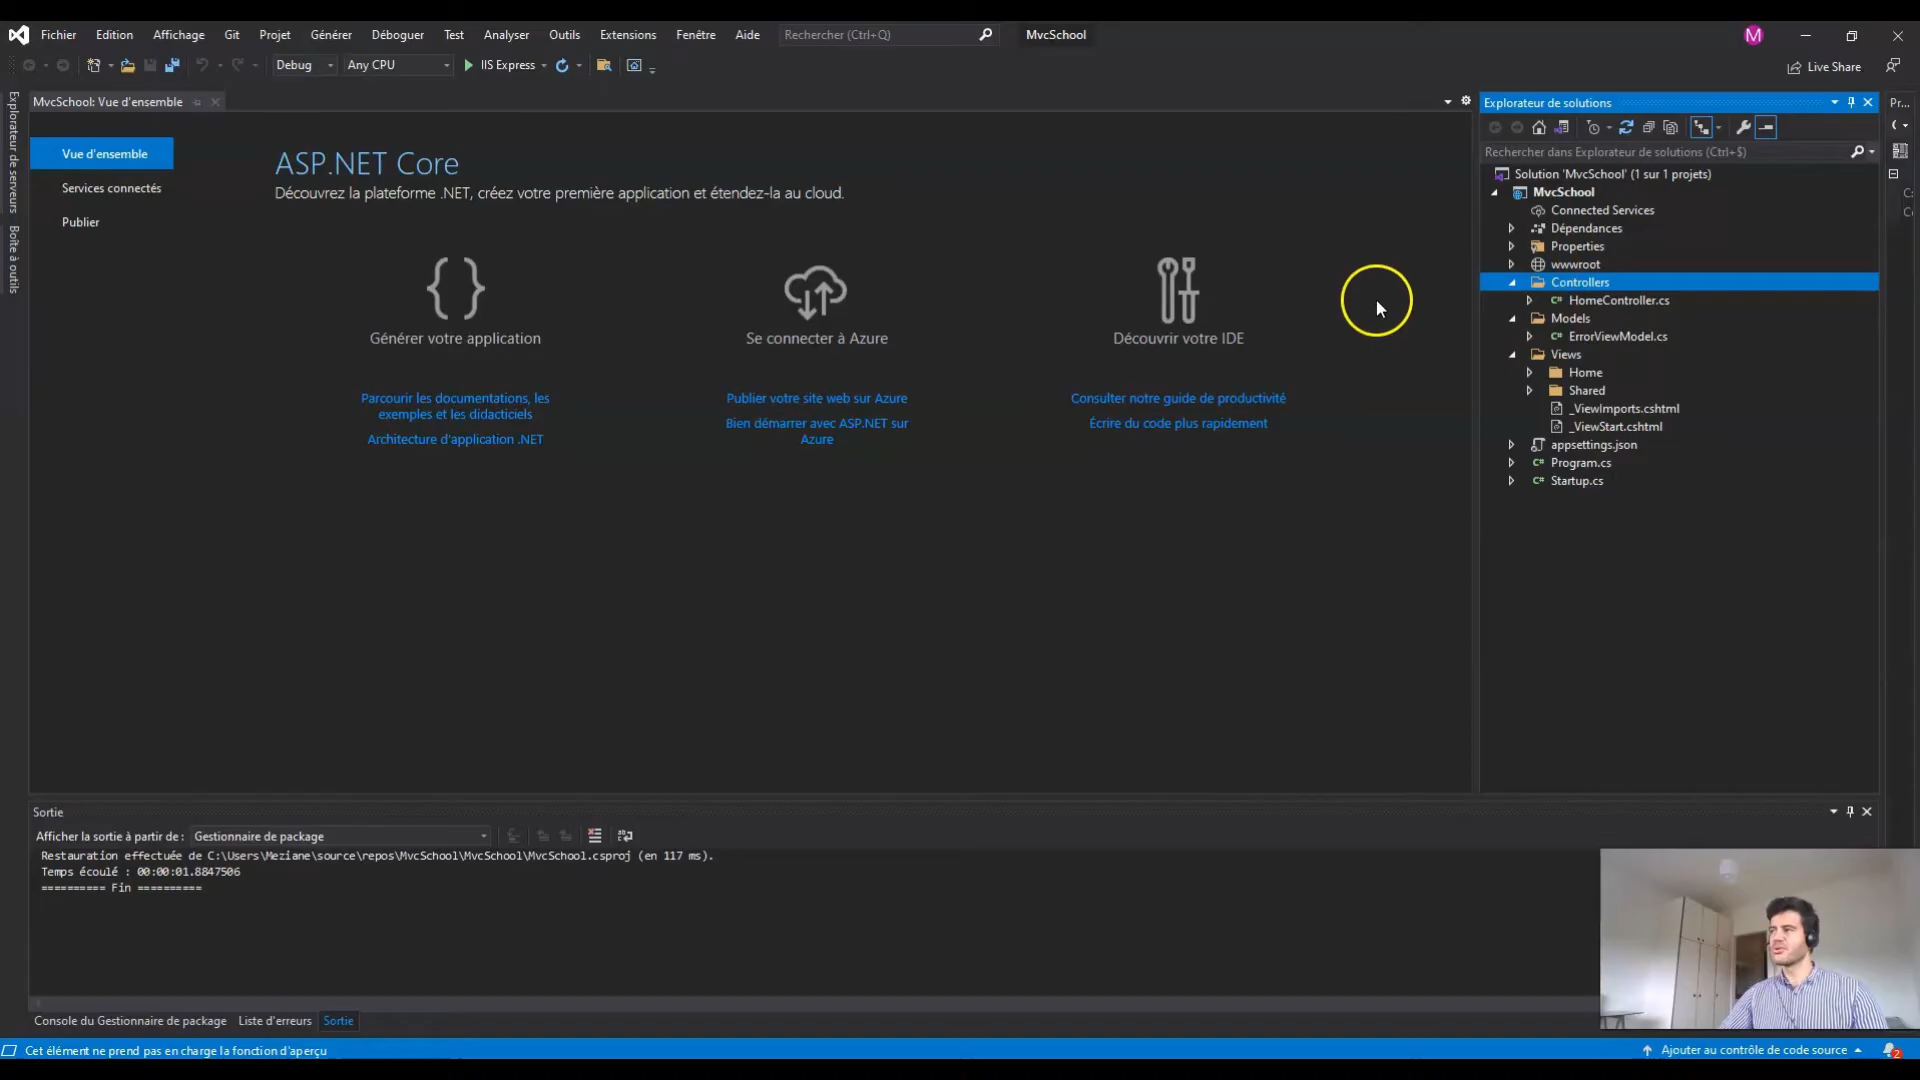 Fichier Edition Affichage Git Projet Générer Déboguer Test Analyser Outils Extensions Fenêtre Aide Rechercher (Ctrl+Q) MvcSchool M
Debug Any CPU IIS Express Live Share
MvcSchool: Vue d'ensemble
Explorateur de solutions
Pr...
Explorateur de serveurs
Boîte à outils
Vue d'ensemble
Services connectés
Publier
ASP.NET Core
Découvrez la plateforme .NET, créez votre première application et étendez-la au cloud.
Générer votre application
Parcourir les documentations, les
exemples et les didacticiels
Architecture d'application .NET
Se connecter à Azure
Publier votre site web sur Azure
Bien démarrer avec ASP.NET sur
Azure
Découvrir votre IDE
Consulter notre guide de productivité
Écrire du code plus rapidement
Rechercher dans Explorateur de solutions (Ctrl+$)
Solution 'MvcSchool' (1 sur 1 projets)
MvcSchool
Connected Services
Dépendances
Properties
wwwroot
Controllers
C# HomeController.cs
Models
C# ErrorViewModel.cs
Views
Home
Shared
_ViewImports.cshtml
_ViewStart.cshtml
appsettings.json
C# Program.cs
C# Startup.cs
Sortie
Afficher la sortie à partir de : Gestionnaire de package
Restauration effectuée de C:\Users\Meziane\source\repos\MvcSchool\MvcSchool\MvcSchool.csproj (en 117 ms).
Temps écoulé : 00:00:01.8847506
========== Fin ==========
Console du Gestionnaire de package Liste d'erreurs Sortie
Cet élément ne prend pas en charge la fonction d'aperçu
Ajouter au contrôle de code source 2